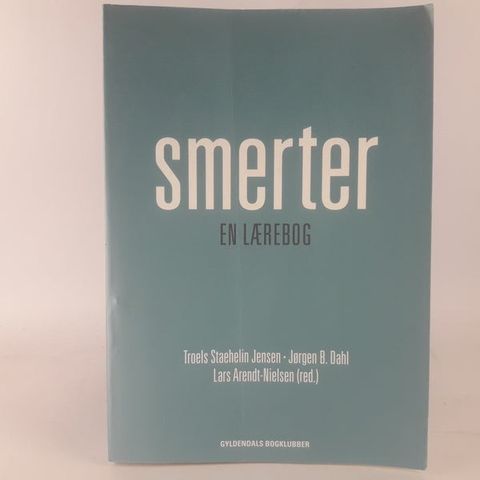 smerter
EN LÆREBOG
Troels Staehelin Jensen · Jørgen B. Dahl
Lars Arendt-Nielsen (red.)
GYLDENDALS BOGKLUBBER